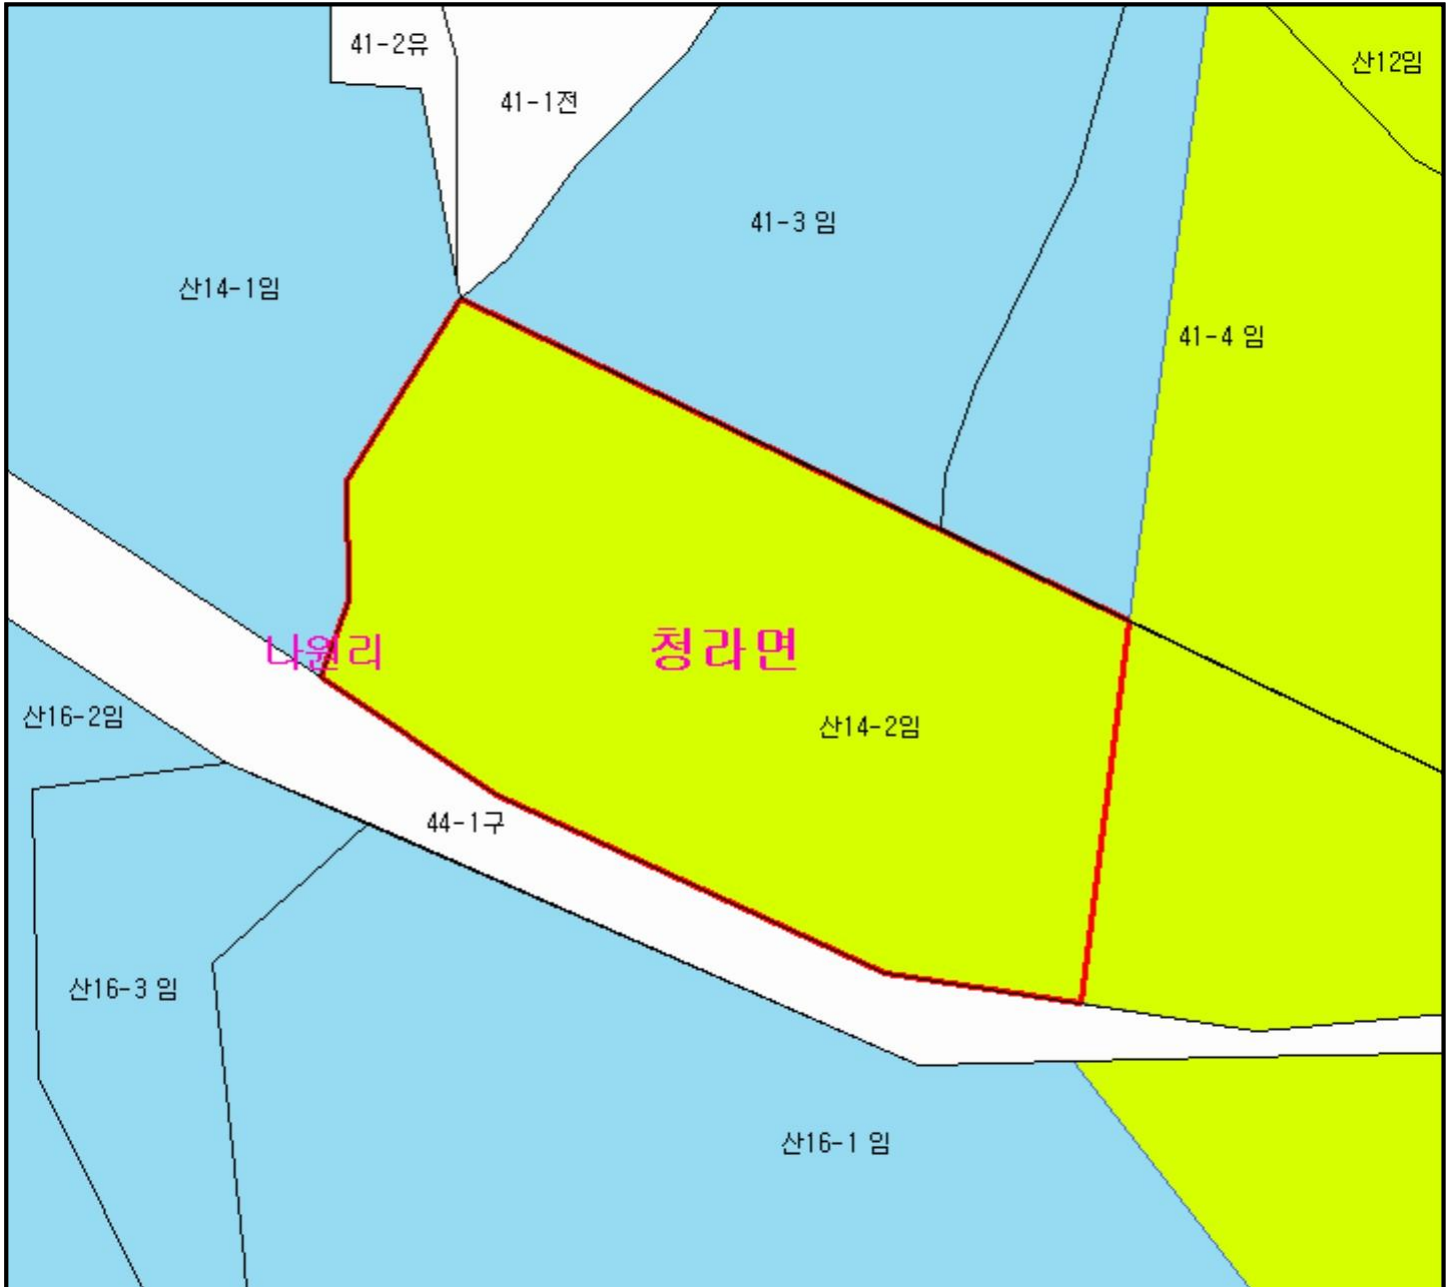 41-2유
산12임
41-1전
41-3 임
산14-1임
41-4 임
나원리
청라면
산16-2임
산14-2임
44-1구
산16-3 임
산16-1 임